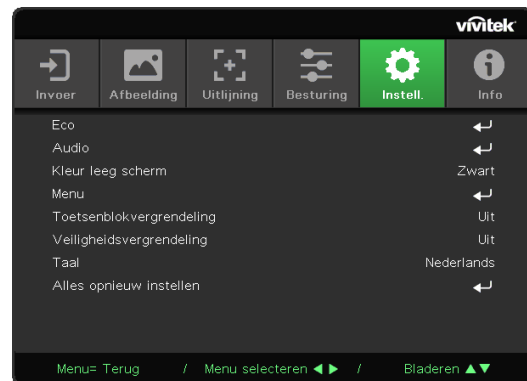 vivitek
Invoer Afbeelding Uitlijning Besturing Instell. Info
Eco
Audio
Kleur leeg scherm Zwart
Menu
Toetsenblokvergrendeling Uit
Veiligheidsvergrendeling Uit
Taal Nederlands
Alles opnieuw instellen
Menu= Terug / Menu selecteren ◀ ▶ / Bladeren ▲▼